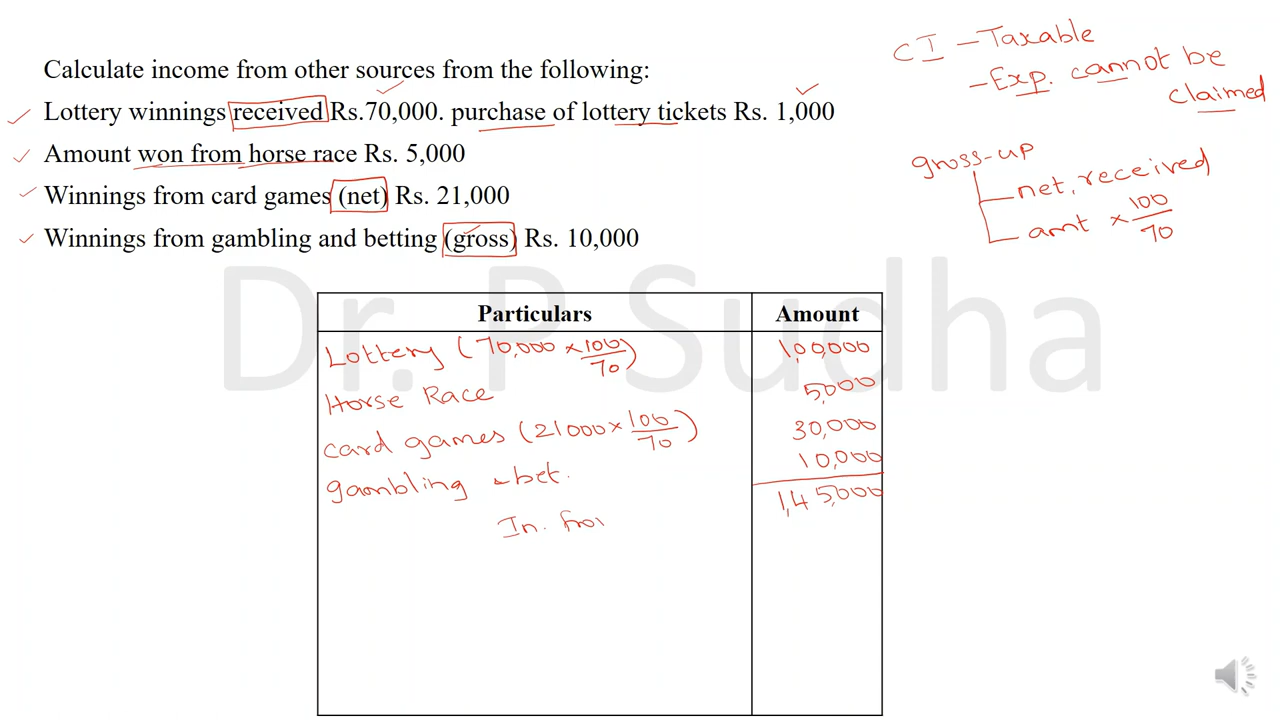 CI – Taxable
– Exp. cannot be
claimed
Calculate income from other sources from the following:
Lottery winnings received Rs.70,000. purchase of lottery tickets Rs. 1,000
Amount won from horse race Rs. 5,000
gross-up
net, received
Winnings from card games (net) Rs. 21,000
amt × 100/70
Winnings from gambling and betting (gross) Rs. 10,000
Dr. P Sudha
Particulars Amount
Lottery (70,000 × 100/70) 1,00,000
Horse Race 5,000
card games (21000 × 100/70) 30,000
gambling & bet. 10,000
1,45,000
In. fro